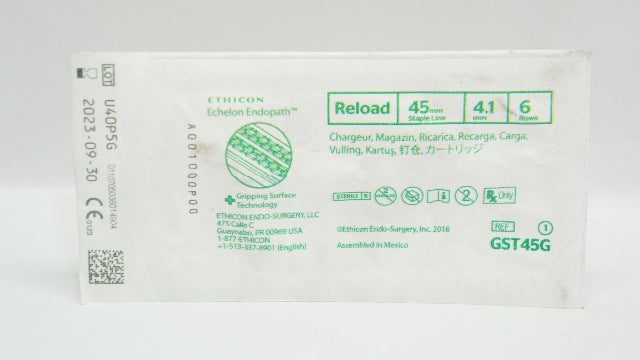 ETHICON
Echelon Endopath™
Gripping Surface
Technology
ETHICON ENDO-SURGERY, LLC
475 Calle C
Guaynabo, PR 00969 USA
1-877-ETHICON
+1-513-337-8901 (English)
Reload
45mm
Staple Line
4.1
mm
6
Rows
Chargeur, Magazin, Ricarica, Recarga, Carga,
Vulling, Kartuş, 钉仓, カートリッジ
STERILE R
2
Rx Only
©Ethicon Endo-Surgery, Inc. 2018
Assembled in Mexico
REF
1
GST45G
A001000P00
LOT
U40P5G
2023-09-30
CE 0123